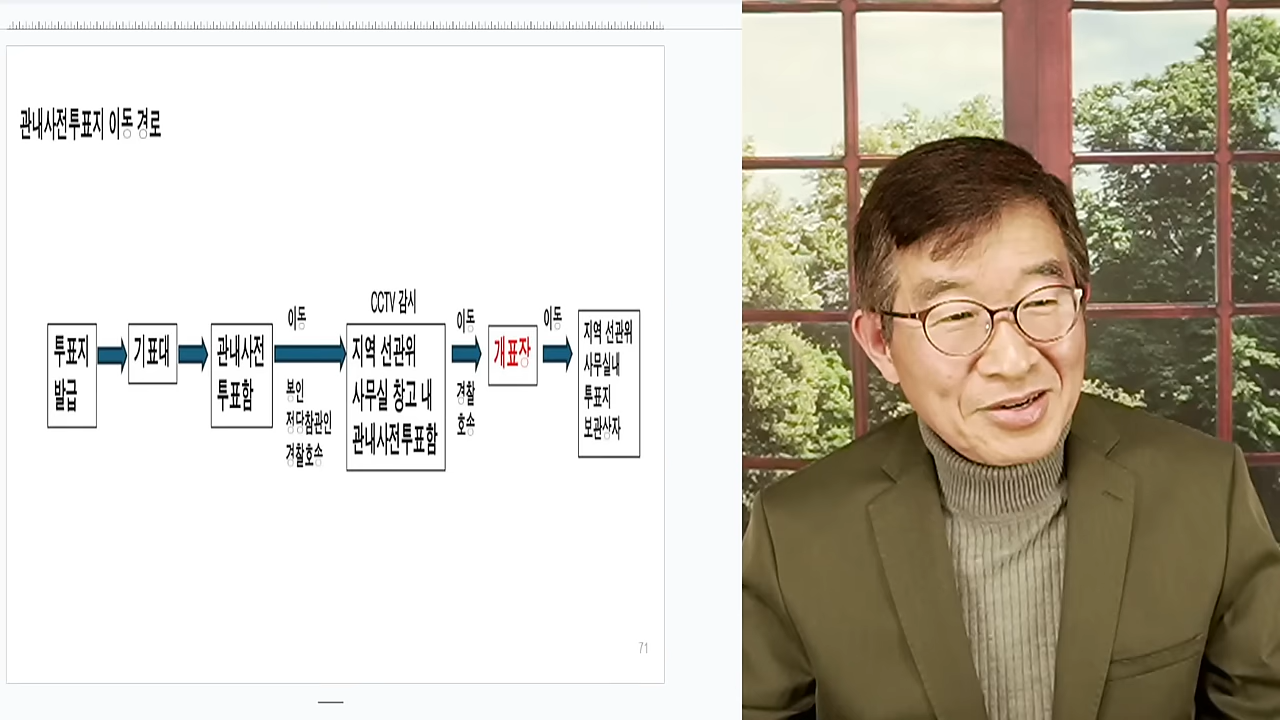 관내사전투표지 이동 경로
투표지
발급
기표대
관내사전
투표함
이동
본인
정당참관인
경찰호송
CCTV 감시
지역 선관위
사무실 창고 내
관내사전투표함
이동
경찰
호송
개표장
이동
지역 선관위
사무실내
투표지
보관상자
71